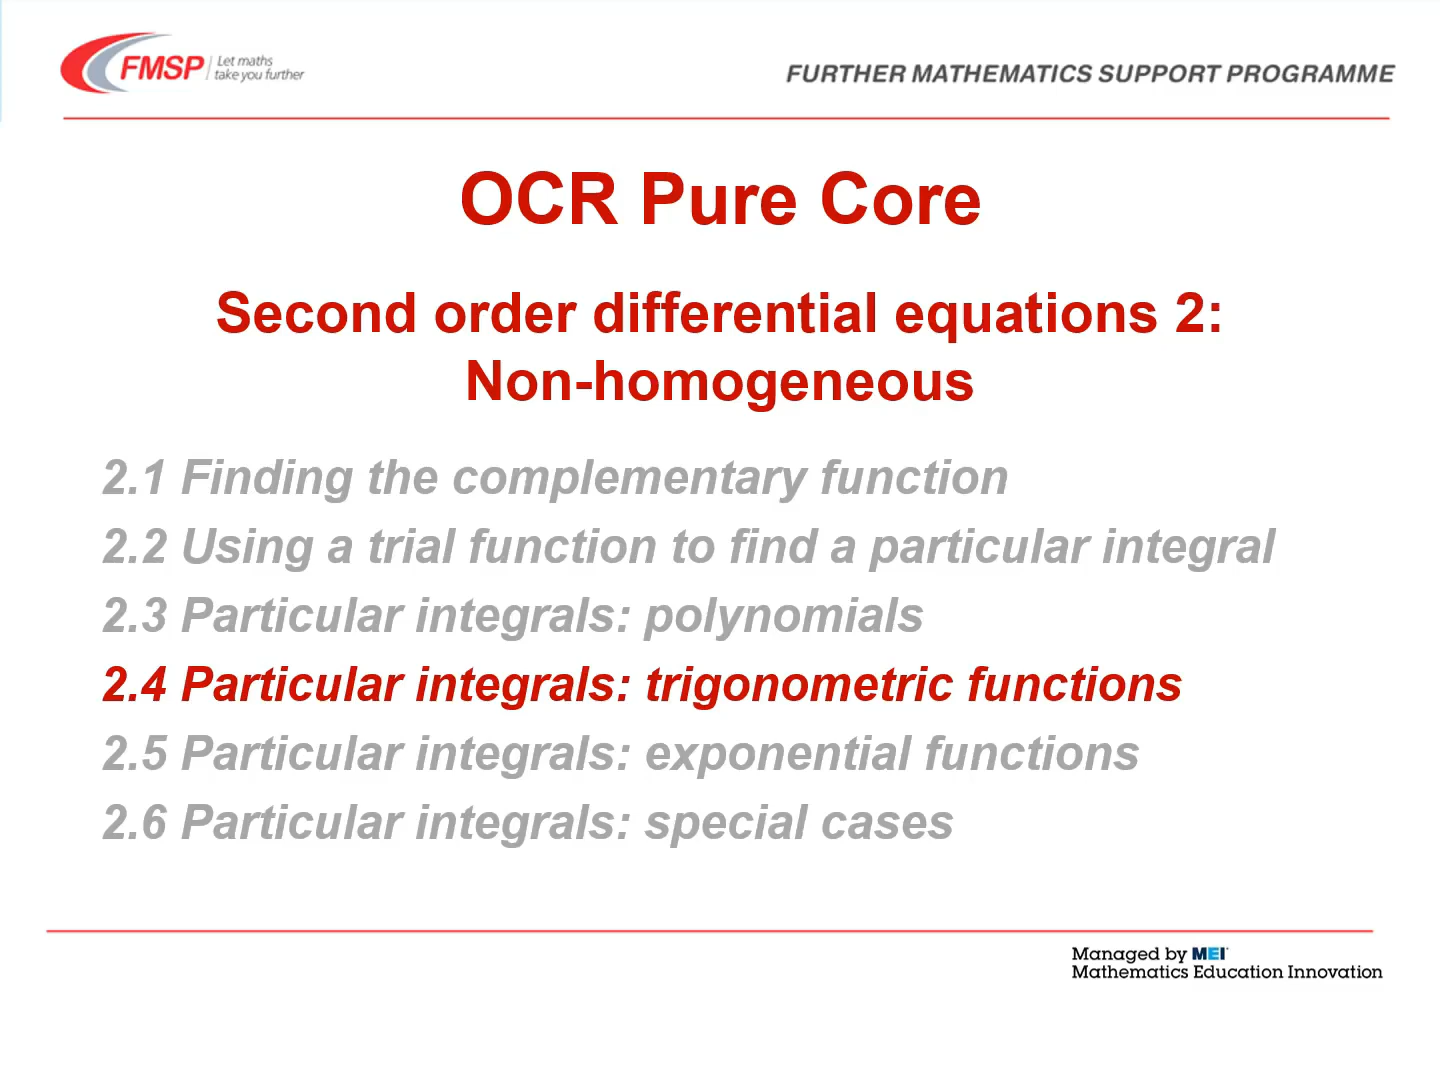 FMSP Let maths
take you further
FURTHER MATHEMATICS SUPPORT PROGRAMME
OCR Pure Core
Second order differential equations 2:
Non-homogeneous
2.1 Finding the complementary function
2.2 Using a trial function to find a particular integral
2.3 Particular integrals: polynomials
2.4 Particular integrals: trigonometric functions
2.5 Particular integrals: exponential functions
2.6 Particular integrals: special cases
Managed by MEI
Mathematics Education Innovation